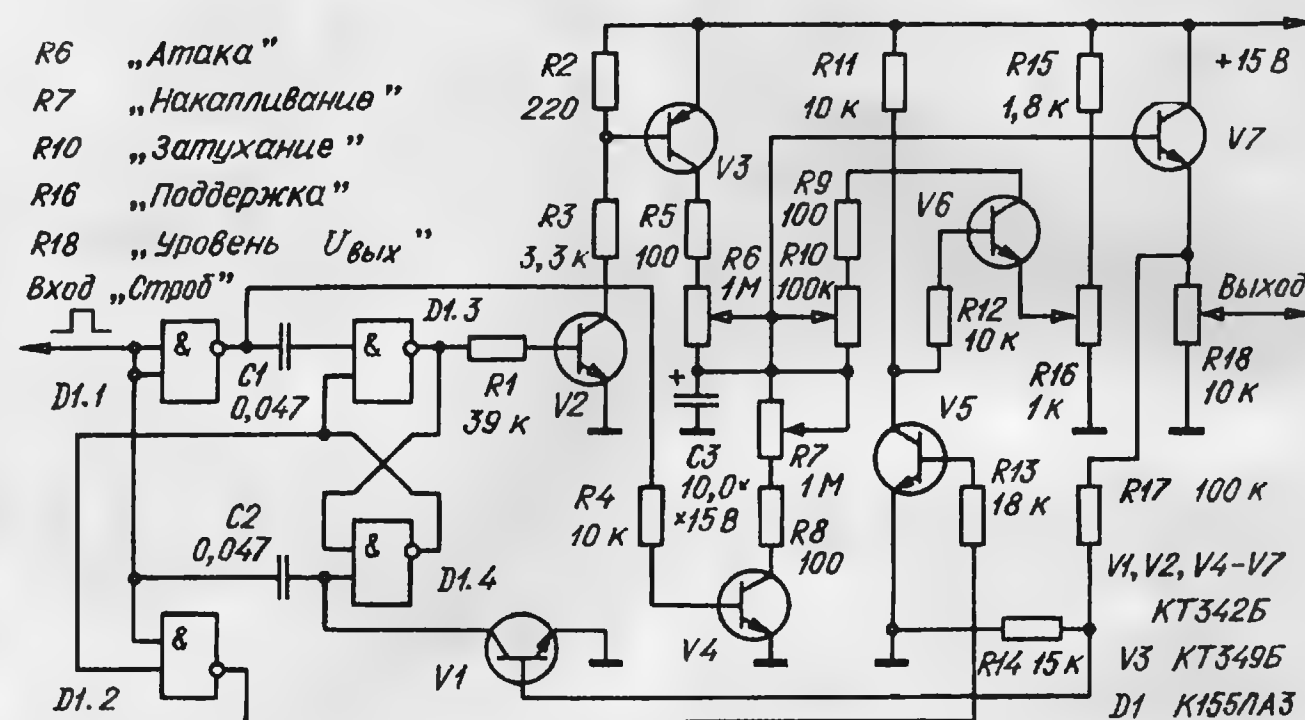 R6 „Атака”
R7 „Накапливание”
R10 „Затухание”
R16 „Поддержка”
R18 „Уровень Uвых”
Вход „Строб”
D1.1
&
C1
0,047
D1.3
&
R1
39 к
R2
220
R3
3,3 к
V2
V3
R5
100
R6
1М
R9
100
R10
100к
R11
10 к
V6
R12
10 к
R15
1,8 к
+15 В
V7
Выход
R16
1 к
R18
10 к
C2
0,047
&
D1.4
R4
10 к
+
C3
10,0×
×15 В
R7
1 М
R8
100
V5
R13
18 к
R17 100 к
&
D1.2
V1
V4
R14 15 к
V1, V2, V4–V7
КТ342Б
V3 КТ349Б
D1 К155ЛА3